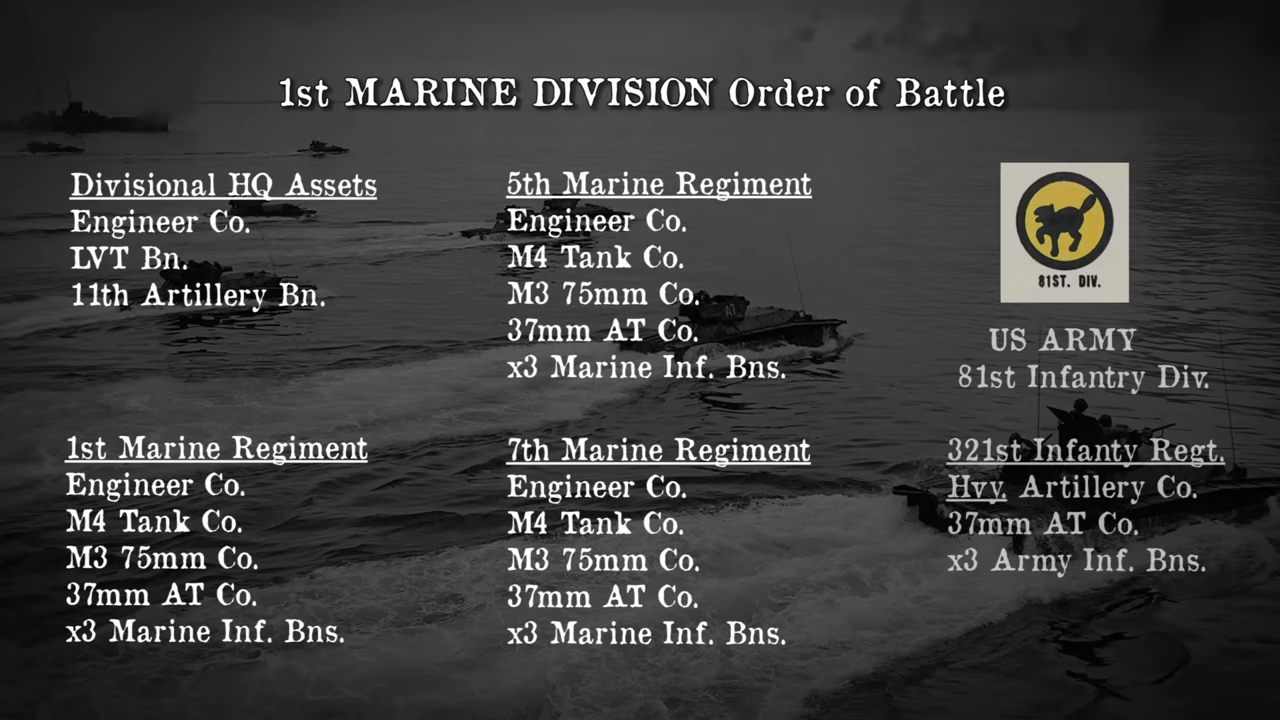 1st MARINE DIVISION Order of Battle
Divisional HQ Assets
Engineer Co.
LVT Bn.
11th Artillery Bn.
5th Marine Regiment
Engineer Co.
M4 Tank Co.
M3 75mm Co.
37mm AT Co.
x3 Marine Inf. Bns.
81ST. DIV.
US ARMY
81st Infantry Div.
1st Marine Regiment
Engineer Co.
M4 Tank Co.
M3 75mm Co.
37mm AT Co.
x3 Marine Inf. Bns.
7th Marine Regiment
Engineer Co.
M4 Tank Co.
M3 75mm Co.
37mm AT Co.
x3 Marine Inf. Bns.
321st Infanty Regt.
Hvy. Artillery Co.
37mm AT Co.
x3 Army Inf. Bns.